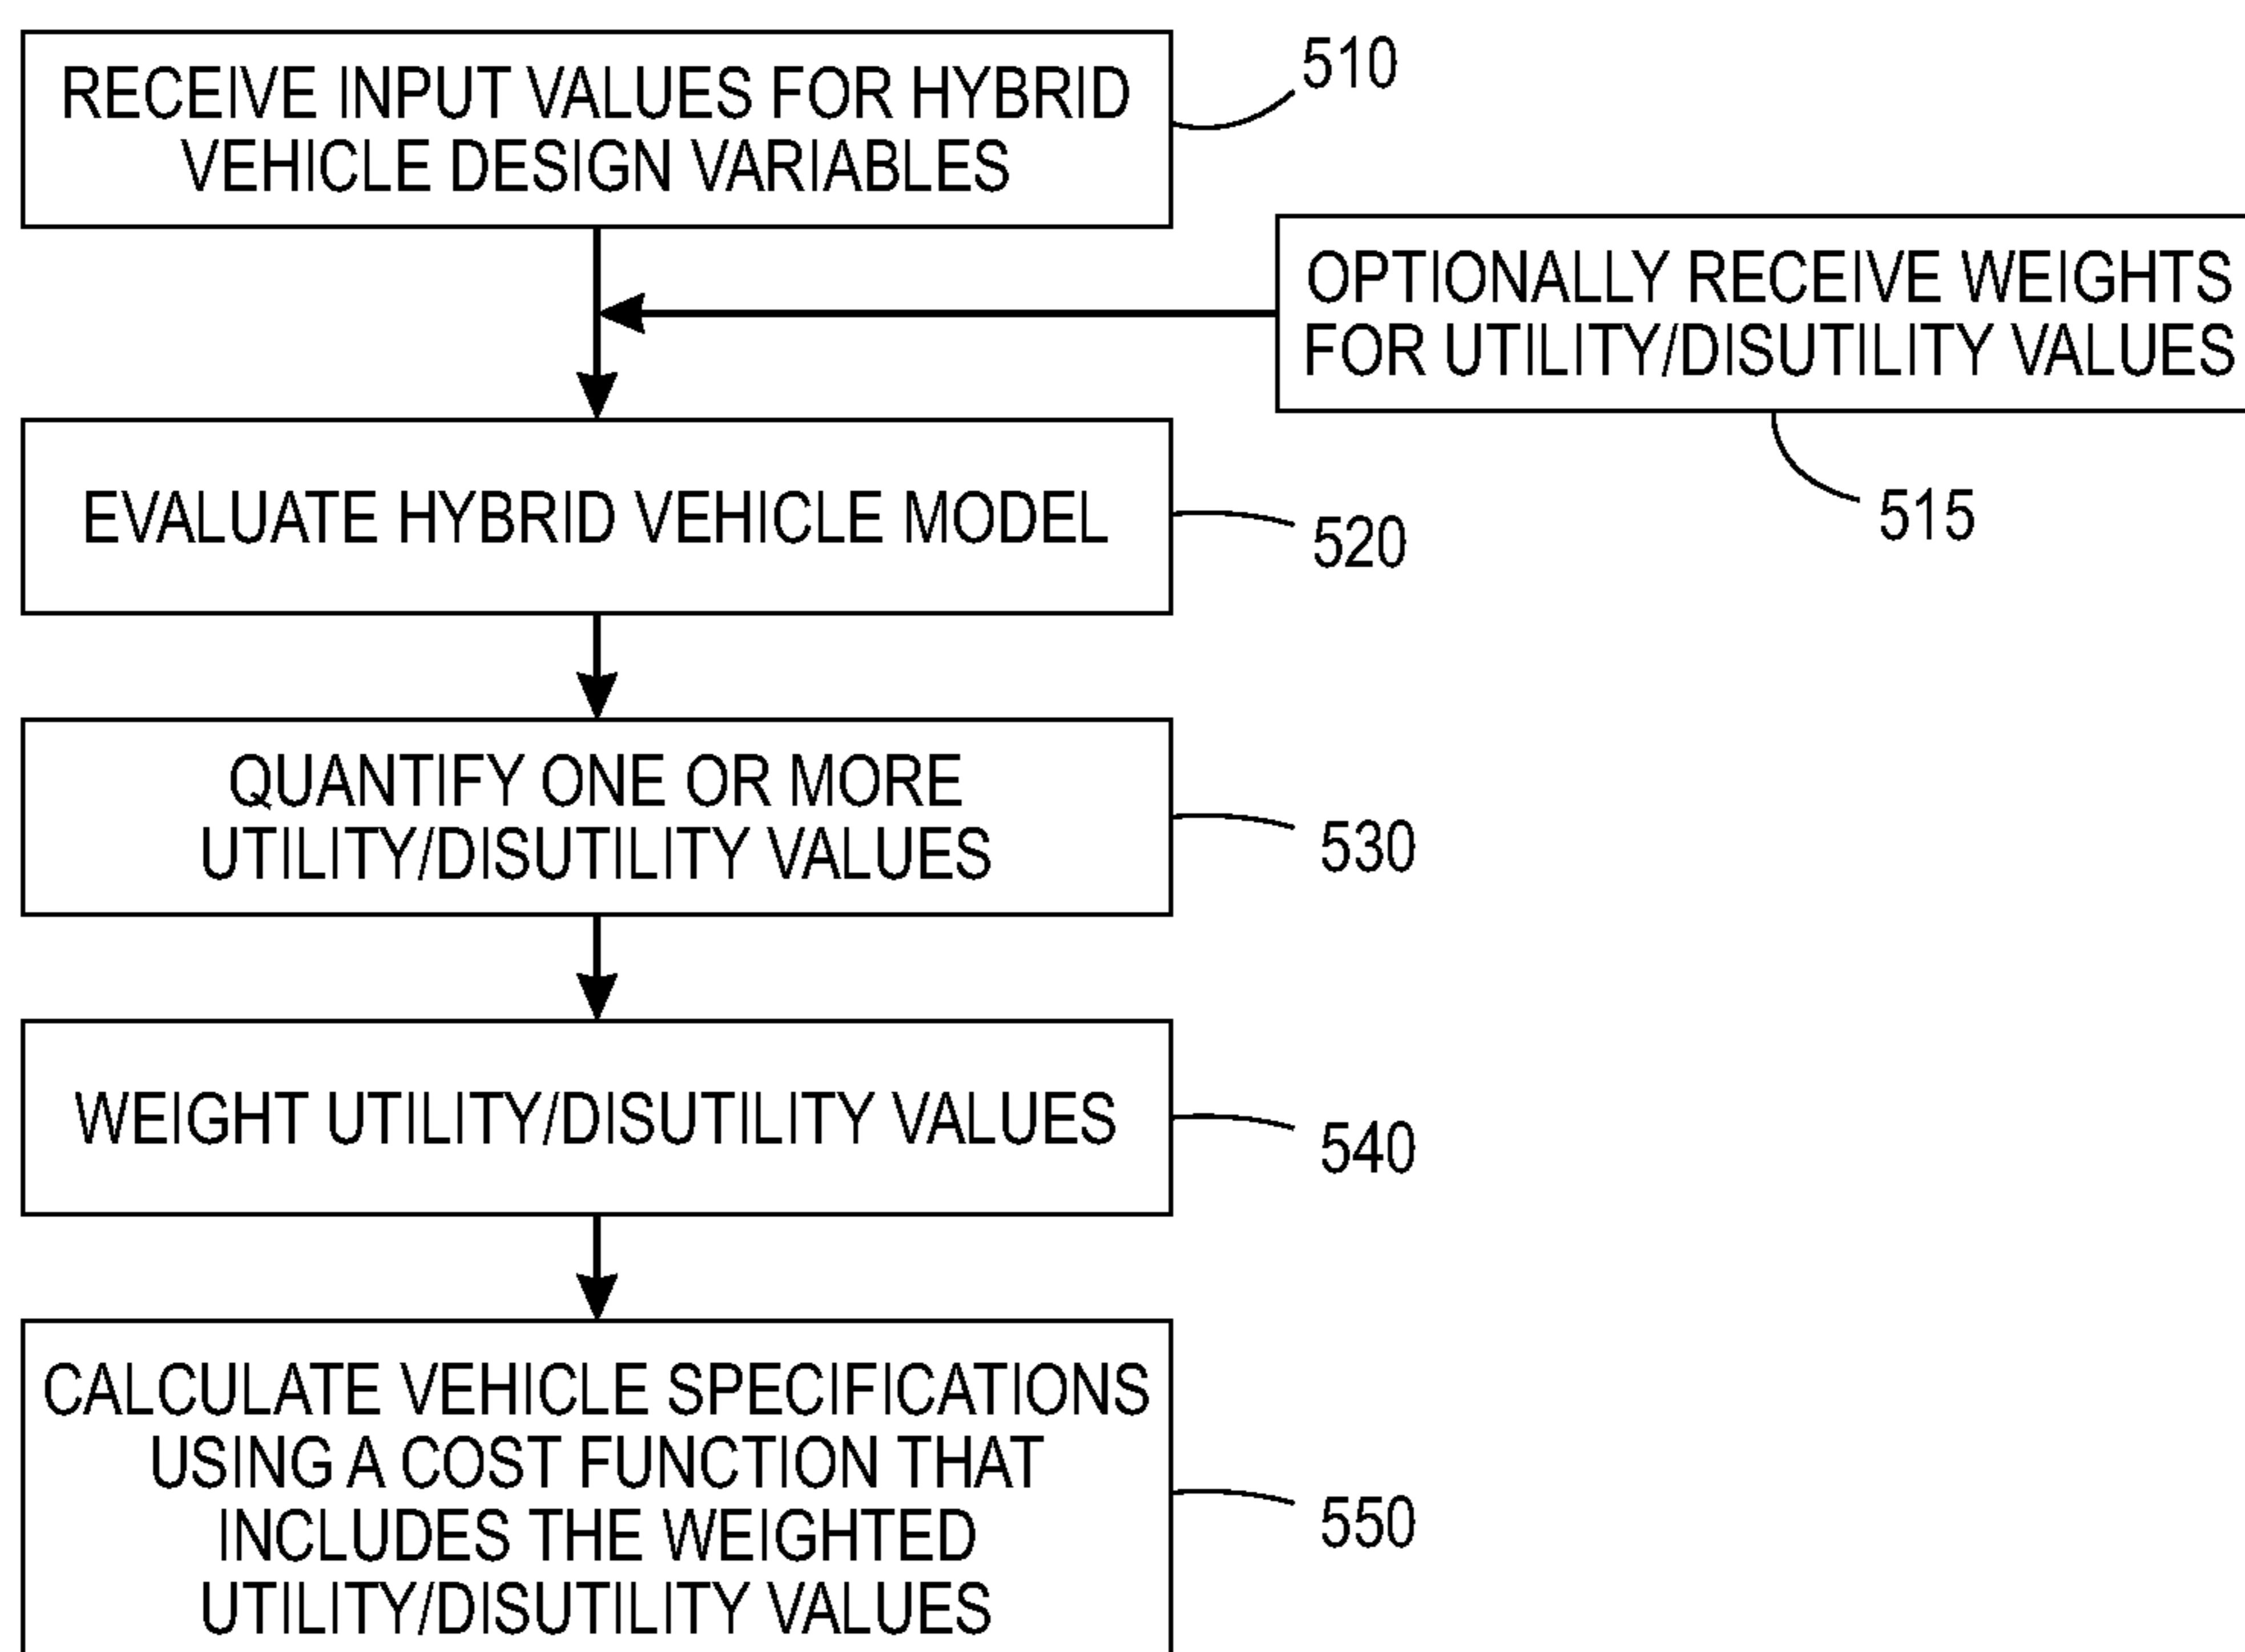 RECEIVE INPUT VALUES FOR HYBRID
VEHICLE DESIGN VARIABLES
510
OPTIONALLY RECEIVE WEIGHTS
FOR UTILITY/DISUTILITY VALUES
515
EVALUATE HYBRID VEHICLE MODEL
520
QUANTIFY ONE OR MORE
UTILITY/DISUTILITY VALUES
530
WEIGHT UTILITY/DISUTILITY VALUES
540
CALCULATE VEHICLE SPECIFICATIONS
USING A COST FUNCTION THAT
INCLUDES THE WEIGHTED
UTILITY/DISUTILITY VALUES
550